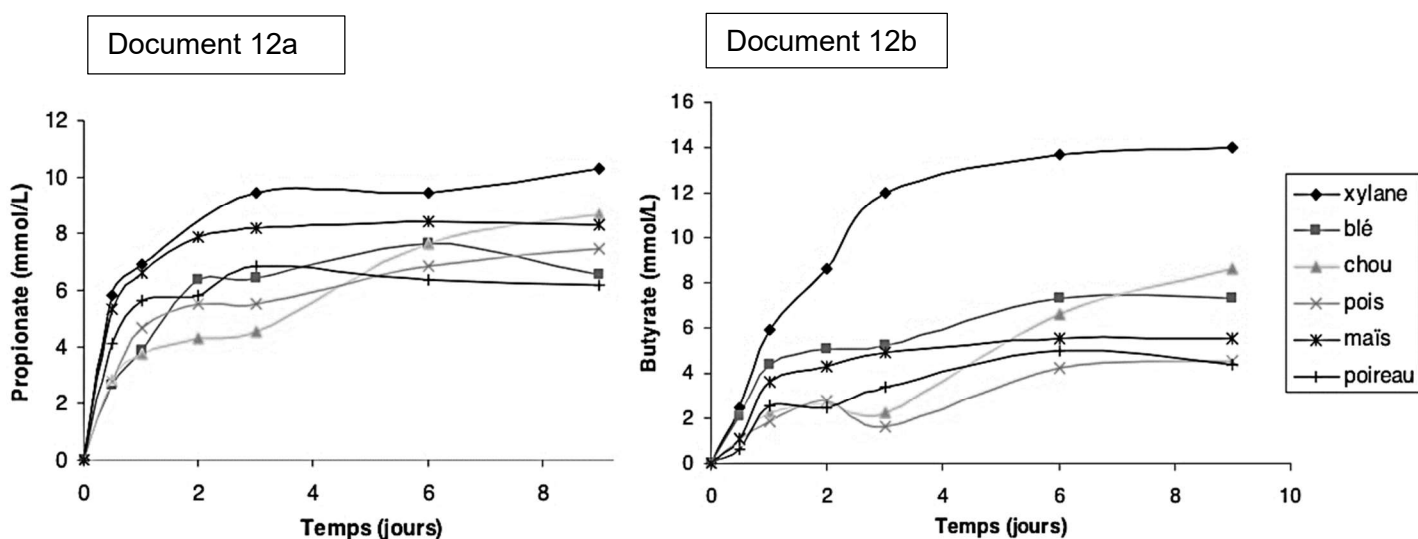 Document 12a
Document 12b
Propionate (mmol/L)
12
10
8
6
4
2
0
0 2 4 6 8
Temps (jours)
Butyrate (mmol/L)
16
14
12
10
8
6
4
2
0
0 2 4 6 8 10
Temps (jours)
xylane
blé
chou
pois
maïs
poireau